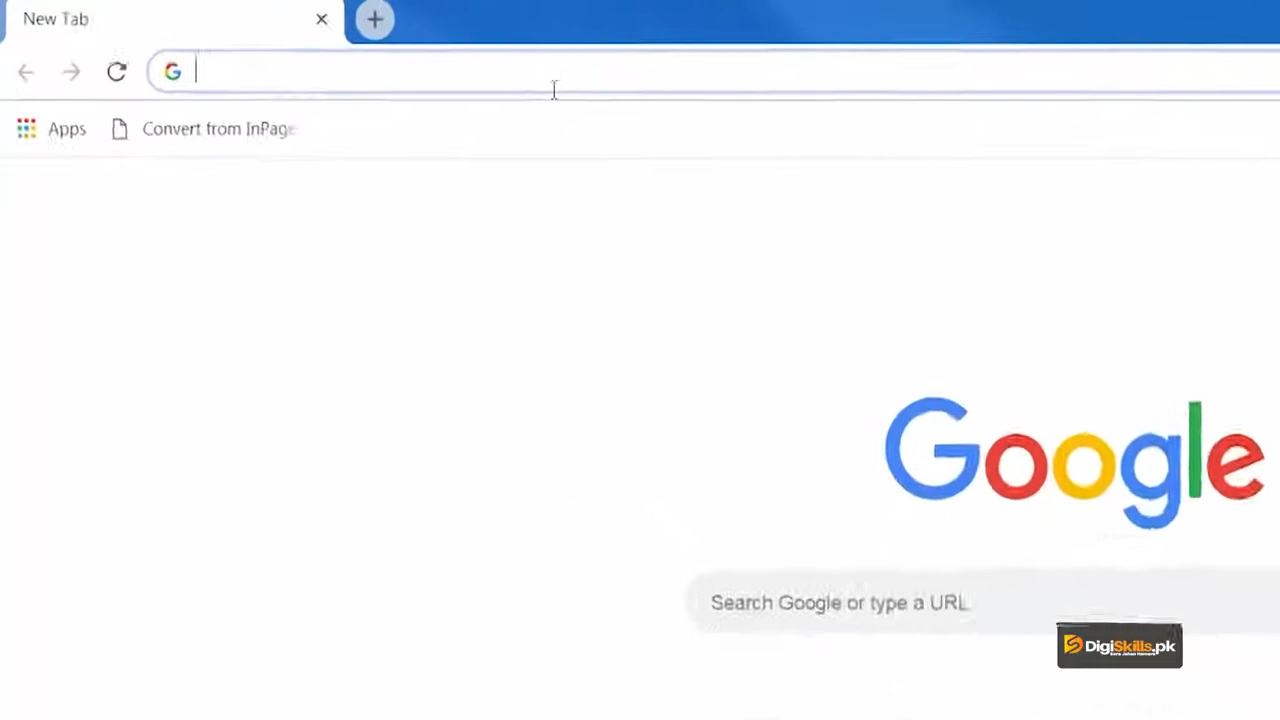 New Tab
Apps
Convert from InPage
Google
Search Google or type a URL
DigiSkills.pk